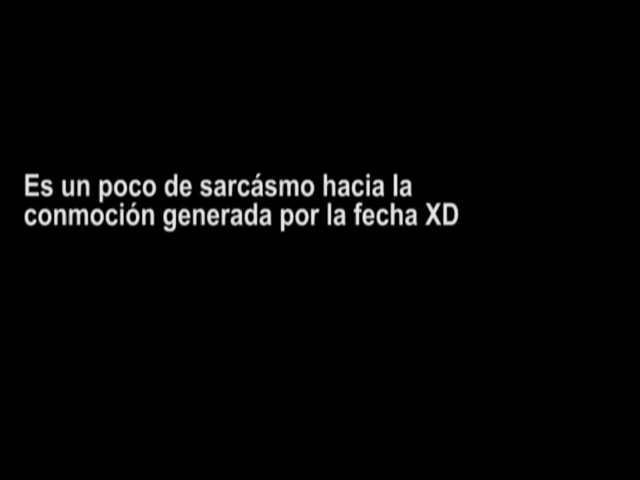 Es un poco de sarcásmo hacia la
conmoción generada por la fecha XD